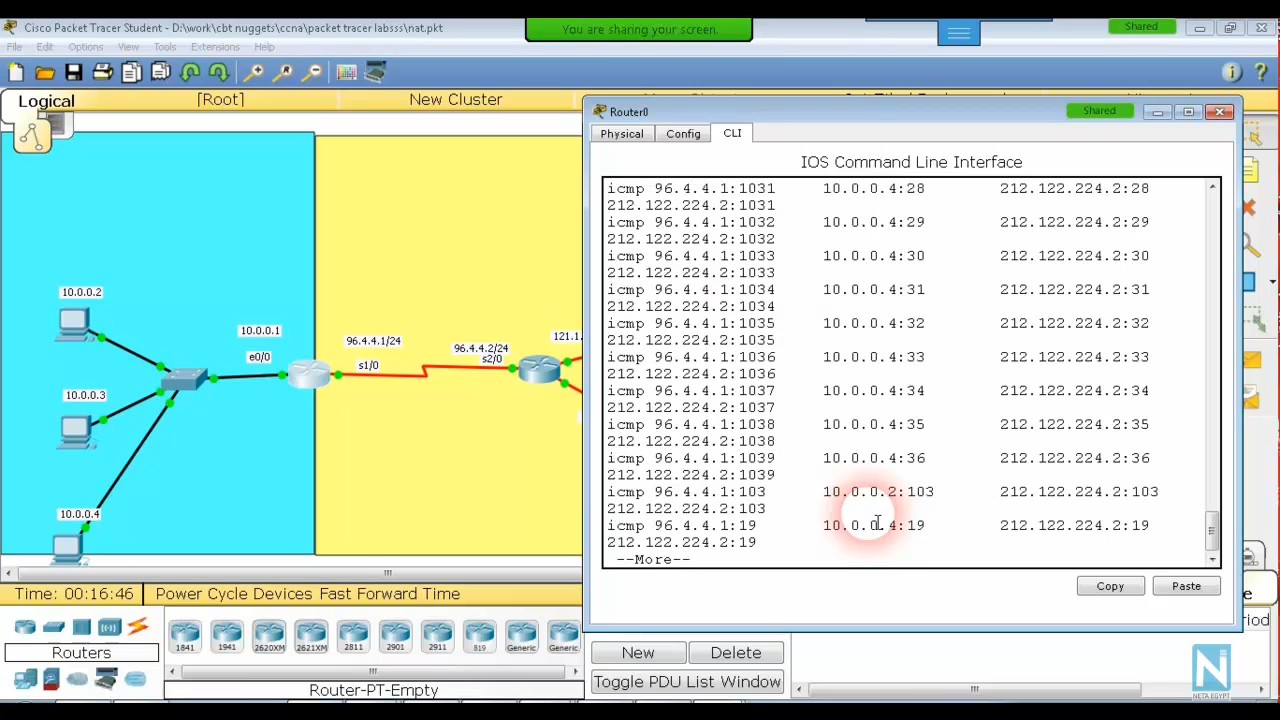 Cisco Packet Tracer Student - D:\work\cbt nuggets\ccna\packet tracer labsss\nat.pkt
You are sharing your screen.
Shared
File Edit Options View Tools Extensions Help
Logical
[Root]
New Cluster
Router0
Shared
Physical Config CLI
IOS Command Line Interface
icmp 96.4.4.1:1031 10.0.0.4:28 212.122.224.2:28
212.122.224.2:1031
icmp 96.4.4.1:1032 10.0.0.4:29 212.122.224.2:29
212.122.224.2:1032
icmp 96.4.4.1:1033 10.0.0.4:30 212.122.224.2:30
212.122.224.2:1033
icmp 96.4.4.1:1034 10.0.0.4:31 212.122.224.2:31
212.122.224.2:1034
icmp 96.4.4.1:1035 10.0.0.4:32 212.122.224.2:32
212.122.224.2:1035
icmp 96.4.4.1:1036 10.0.0.4:33 212.122.224.2:33
212.122.224.2:1036
icmp 96.4.4.1:1037 10.0.0.4:34 212.122.224.2:34
212.122.224.2:1037
icmp 96.4.4.1:1038 10.0.0.4:35 212.122.224.2:35
212.122.224.2:1038
icmp 96.4.4.1:1039 10.0.0.4:36 212.122.224.2:36
212.122.224.2:1039
icmp 96.4.4.1:103 10.0.0.2:103 212.122.224.2:103
212.122.224.2:103
icmp 96.4.4.1:19 10.0.0.4:19 212.122.224.2:19
212.122.224.2:19
--More--
Copy Paste
10.0.0.2
10.0.0.1
e0/0
96.4.4.1/24
s1/0
96.4.4.2/24
s2/0
121.1.
10.0.0.3
10.0.0.4
Time: 00:16:46 Power Cycle Devices Fast Forward Time
Routers
1841 1941 2620XM 2621XM 2811 2901 2911 819 Generic Generic
Router-PT-Empty
New Delete
Toggle PDU List Window
riod
N
NETA EGYPT